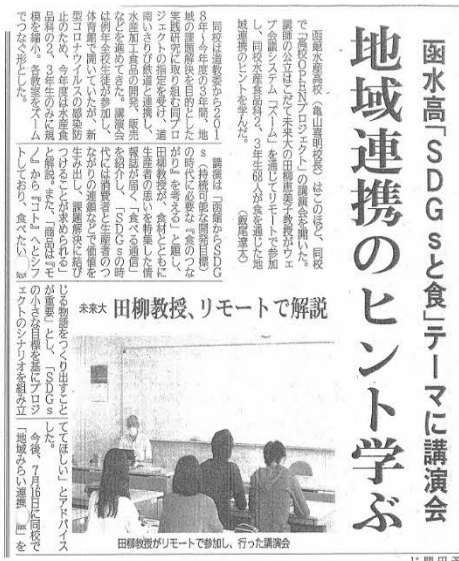 函水高「SDGsと食」テーマに講演会
地域連携のヒント学ぶ
函館水産高校（亀山喜明校長）はこのほど、同校
で「高校OPENプロジェクト」の講演会を開いた。
講師の公立はこだて未来大の田柳恵美子教授がウェ
ブ会議システム「ズーム」を通じてリモートで参加
し、同校水産食品科2、3年生68人が食を通じた地
域連携のヒントを学んだ。
（飯尾遼太）
同校は道教委から201
8年〜今年度の3年間、地
域の課題解決を目的とした
実践研究に取り組む同プロ
ジェクトの指定を受け、道
南いさりび鉄道と連携し、
水産加工食品の開発、販売
などを進めてきた。講演会
は例年全校生徒が参加し、
体育館で開いていたが、新
型コロナウイルスの感染防
止のため、今年度は水産食
品科の2、3年生のみに規
模を縮小。各教室をズーム
でつなぐ形とした。
講演は「函館からSDG
s（持続可能な開発目標）
の時代に必要な『食のつな
がり』を考える」と題し、
田柳教授が、食材とともに
生産者の思いを特集した情
報誌が届く「食べる通信」
を紹介し、「SDGsの時
代には消費者と生産者のつ
ながりの連鎖などで価値を
生み出し、課題解決に結び
つけることが求められる」
と解説。また、「商品は『モ
ノ』から『コト』へとシフ
トしており、食べたい
じる物語をつくり出すこと
が重要」とし、「SDGs
の小さな目標を基にプロジ
ェクトのシナリオを組み立
未来大 田柳教授、リモートで解説
田柳教授がリモートで参加し、行った講演会
ててほしい」とアドバイス
した。
今後、7月16日に同校で
「地域みらい連携
を